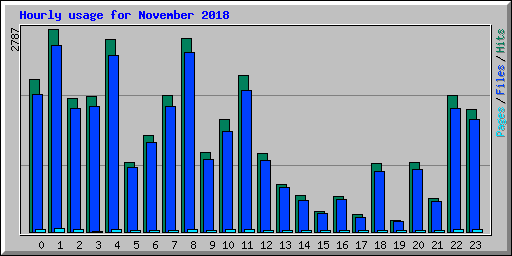 Hourly usage for November 2018
2787
Pages/Files/Hits
0 1 2 3 4 5 6 7 8 9 10 11 12 13 14 15 16 17 18 19 20 21 22 23